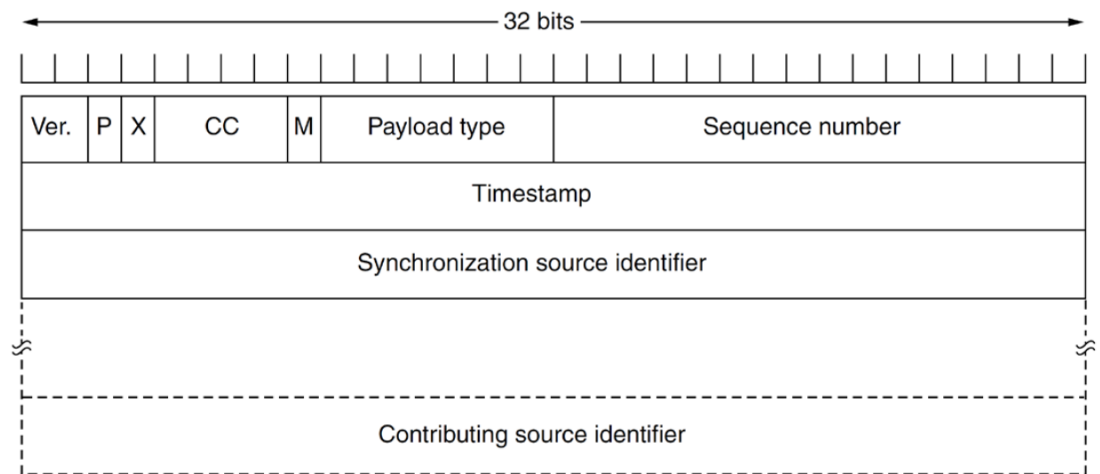 32 bits
Ver. P X CC M Payload type Sequence number
Timestamp
Synchronization source identifier
Contributing source identifier